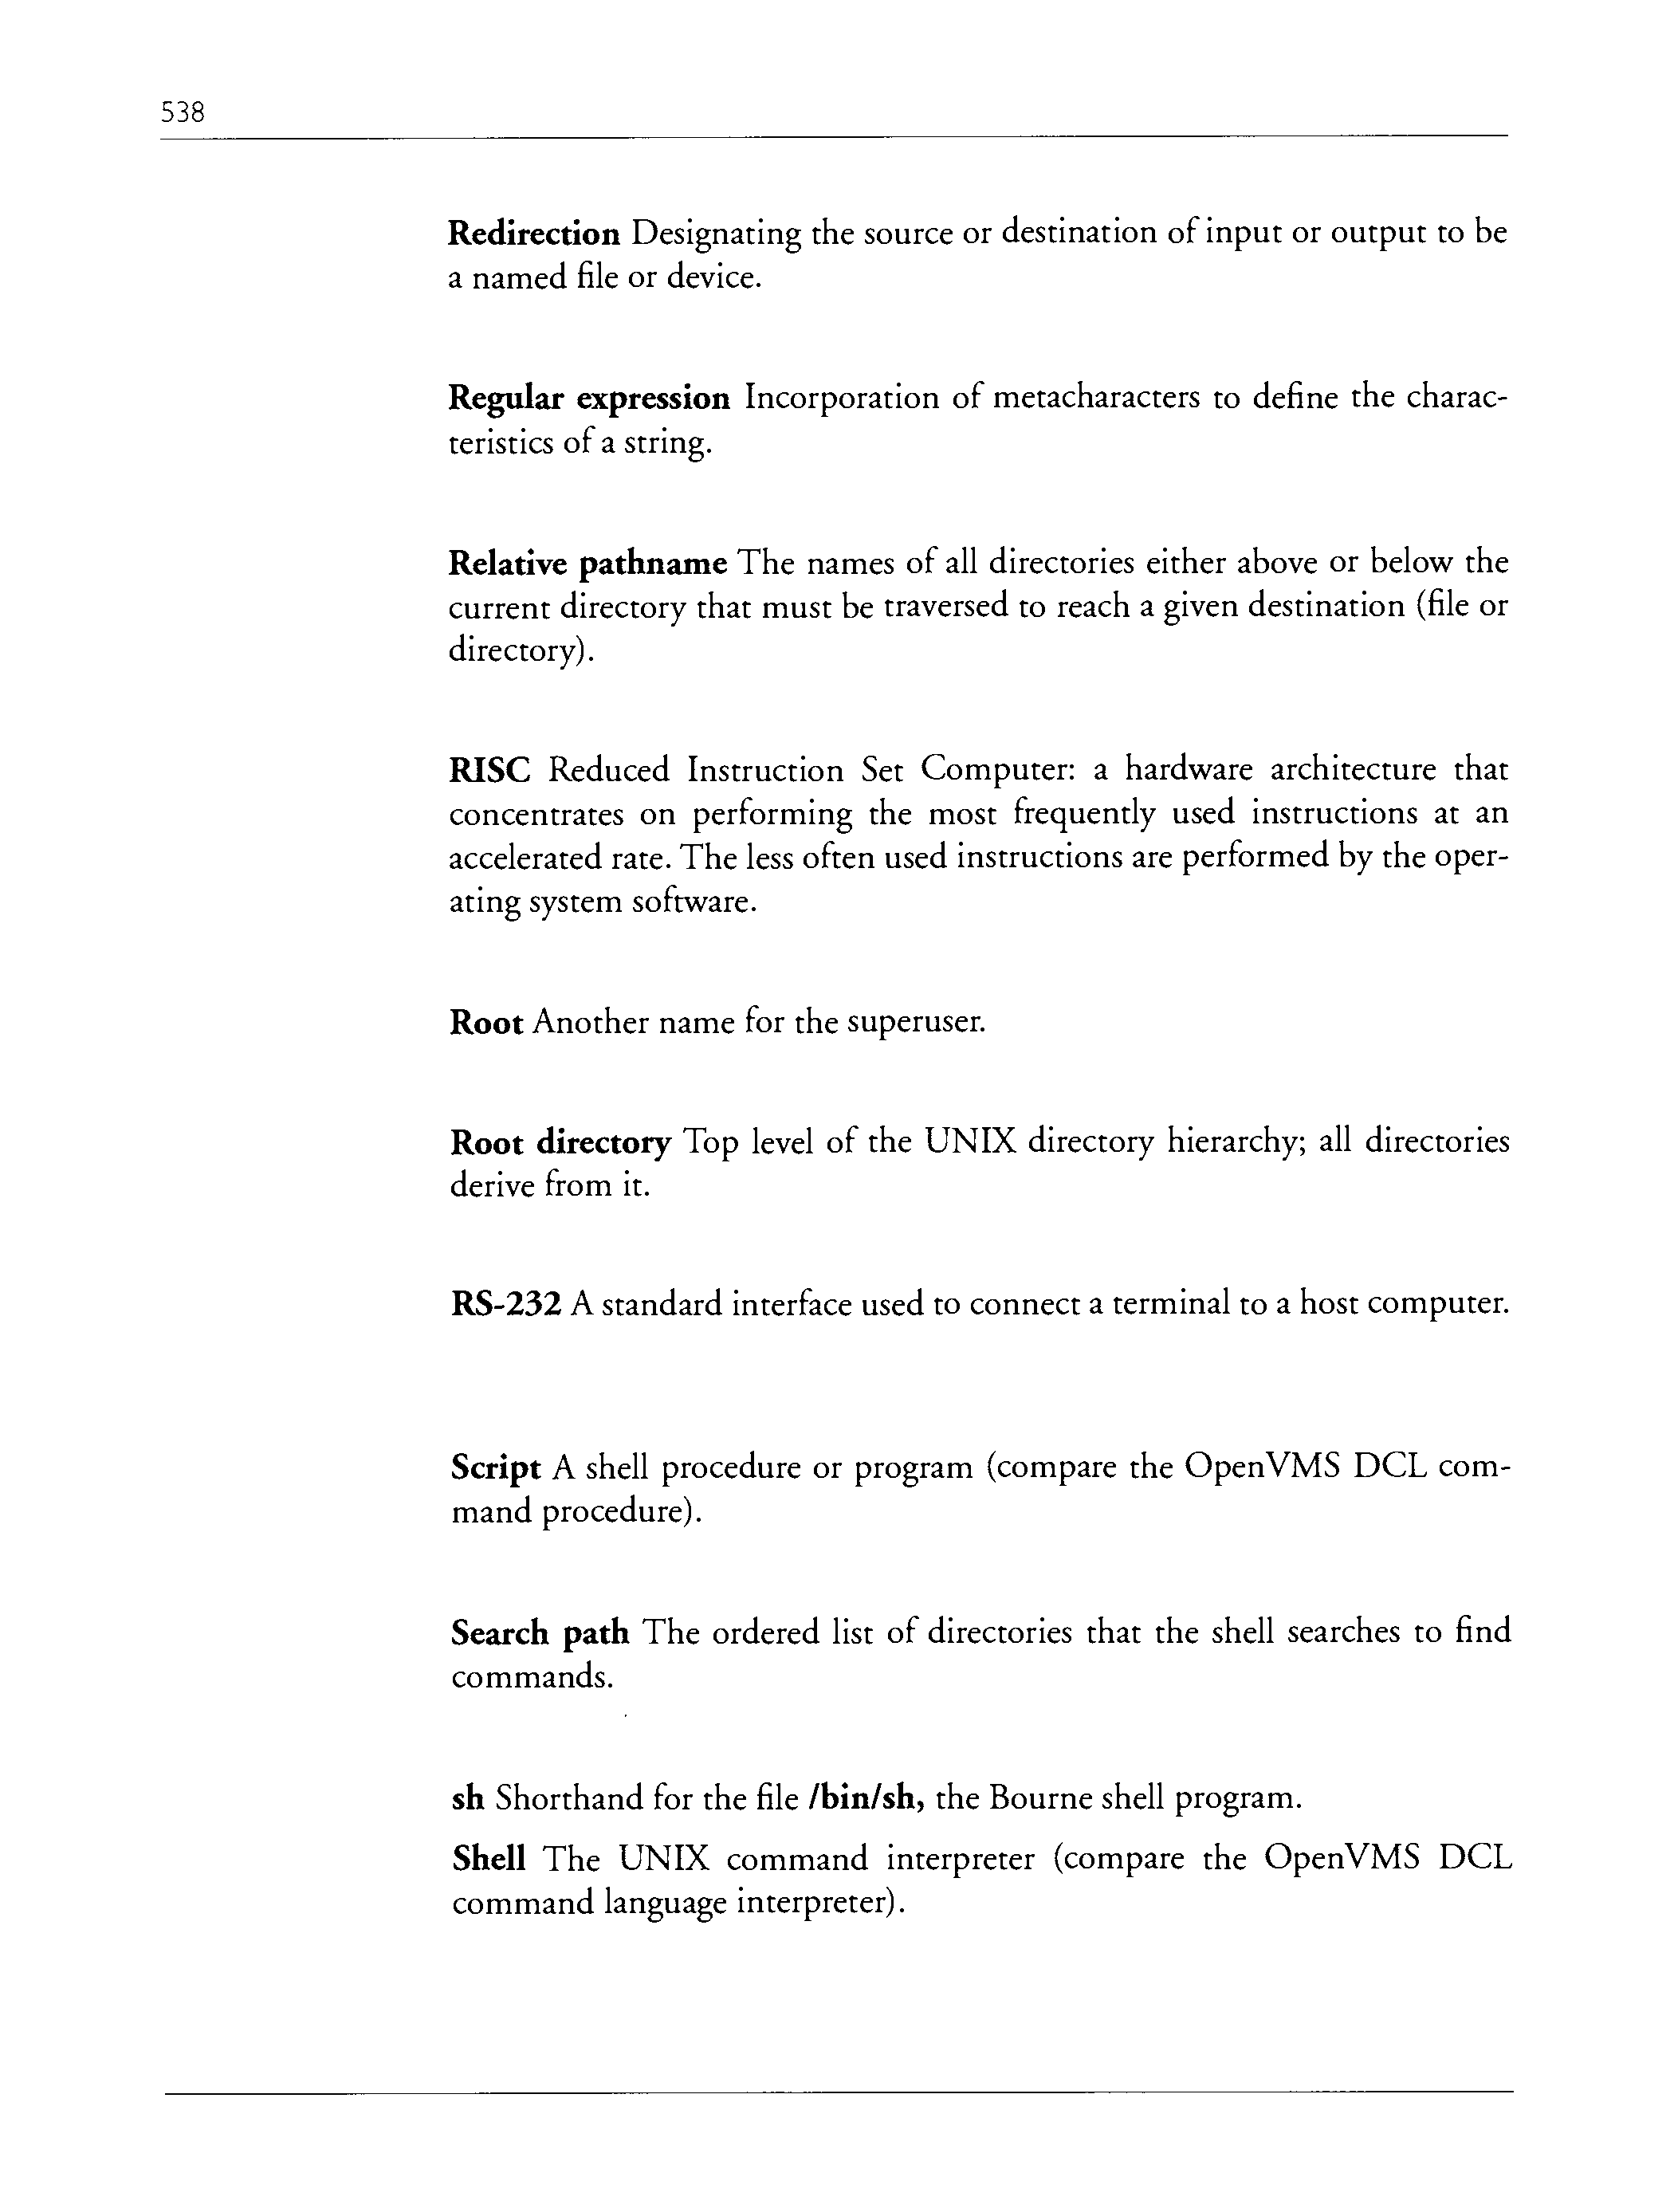 538
Redirection Designating the source or destination of input or output to be
a named file or device.
Regular expression Incorporation of metacharacters to define the charac-
teristics of a string.
Relative pathname The names of all directories either above or below the
current directory that must be traversed to reach a given destination (file or
directory).
RISC Reduced Instruction Set Computer: a hardware architecture that
concentrates on performing the most frequently used instructions at an
accelerated rate. The less often used instructions are performed by the oper-
ating system software.
Root Another name for the superuser.
Root directory Top level of the UNIX directory hierarchy; all directories
derive from it.
RS-232 A standard interface used to connect a terminal to a host computer.
Script A shell procedure or program (compare the OpenVMS DCL com-
mand procedure).
Search path The ordered list of directories that the shell searches to find
commands.
sh Shorthand for the file /bin/sh, the Bourne shell program.
Shell The UNIX command interpreter (compare the OpenVMS DCL
command language interpreter).